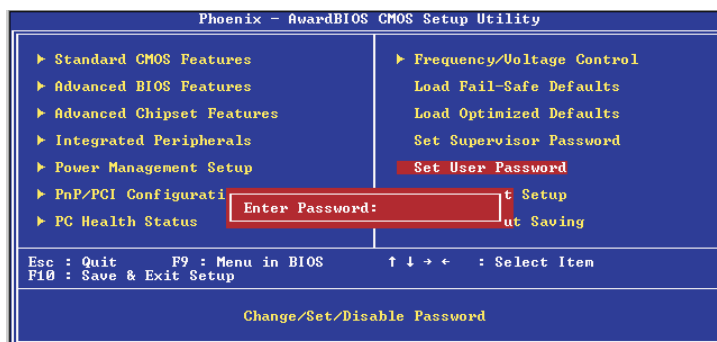 Phoenix - AwardBIOS CMOS Setup Utility
▶ Standard CMOS Features
▶ Advanced BIOS Features
▶ Advanced Chipset Features
▶ Integrated Peripherals
▶ Power Management Setup
▶ PnP/PCI Configurati
▶ PC Health Status
▶ Frequency/Voltage Control
Load Fail-Safe Defaults
Load Optimized Defaults
Set Supervisor Password
Set User Password
t Setup
ut Saving
Enter Password:
Esc : Quit F9 : Menu in BIOS ↑ ↓ → ← : Select Item
F10 : Save & Exit Setup
Change/Set/Disable Password